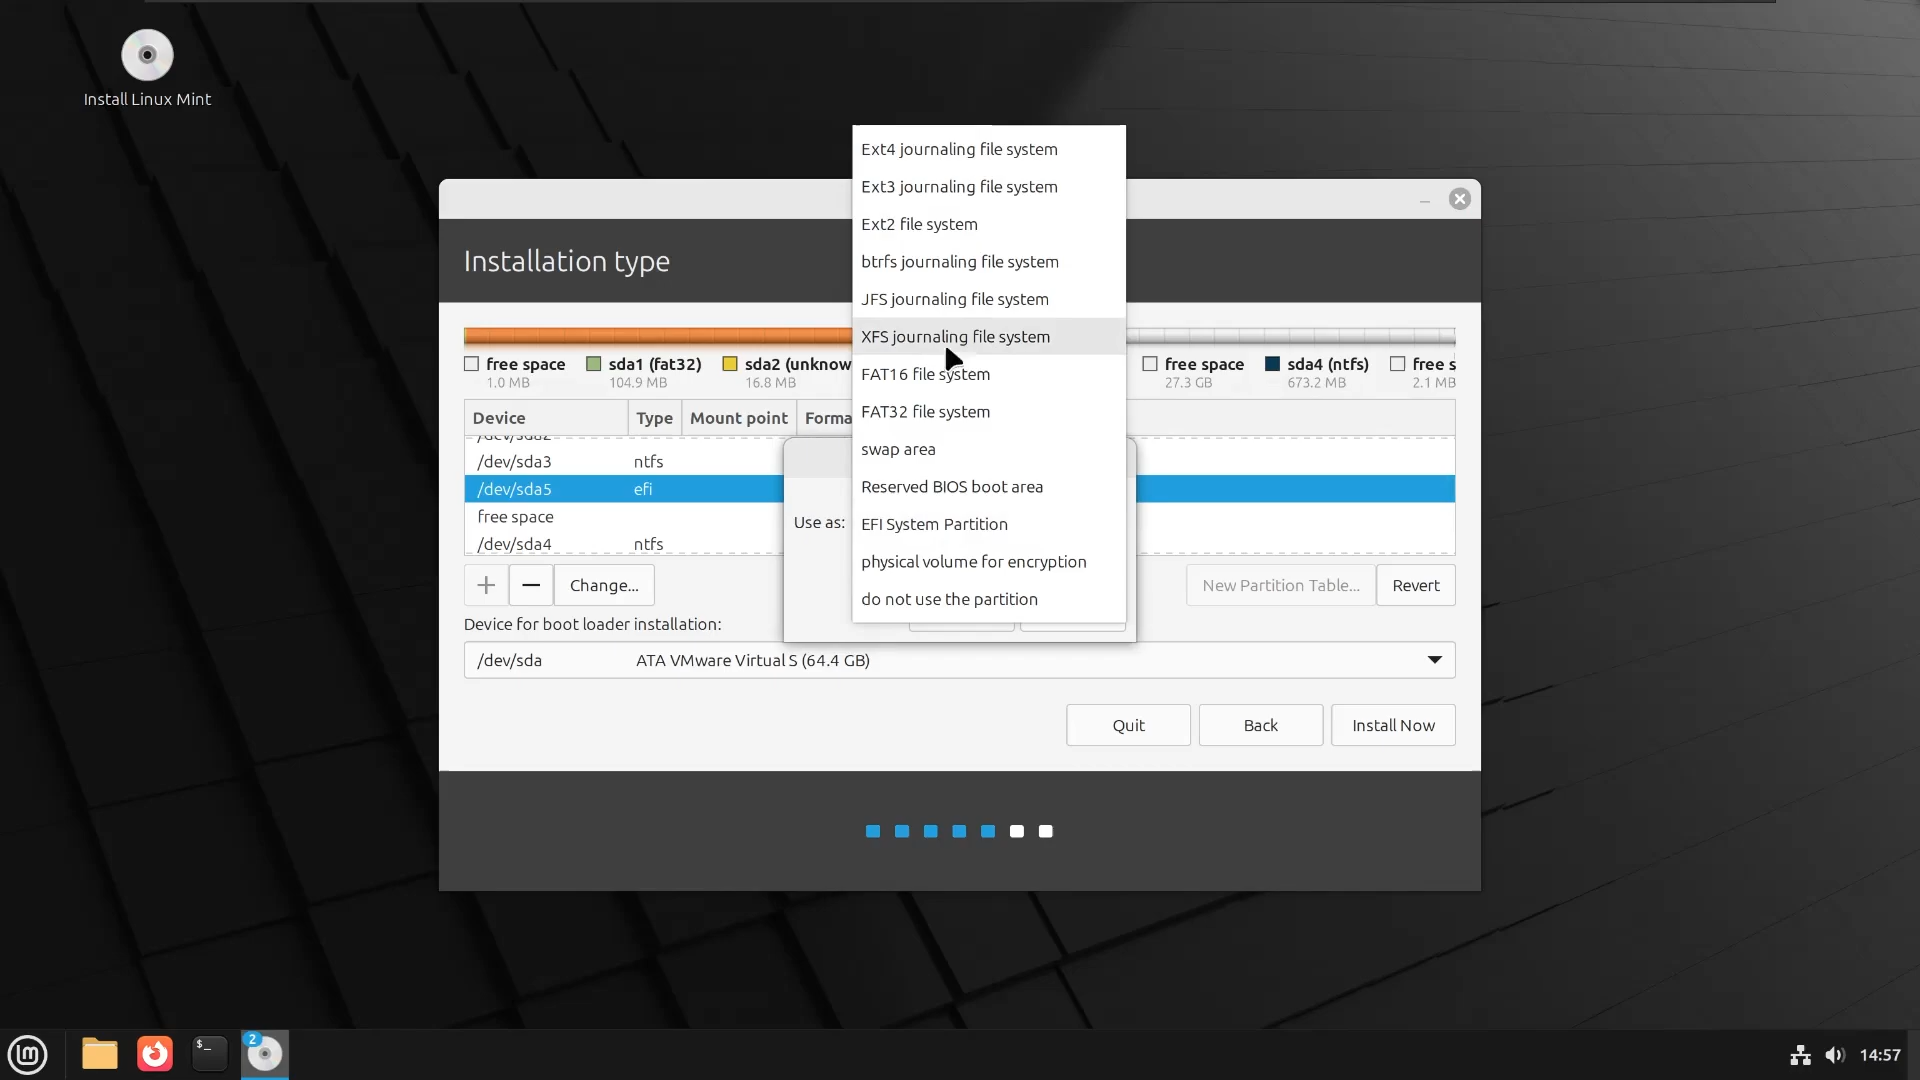 Install Linux Mint
Ext4 journaling file system
Ext3 journaling file system
Ext2 file system
btrfs journaling file system
JFS journaling file system
XFS journaling file system
FAT16 file system
FAT32 file system
swap area
Reserved BIOS boot area
EFI System Partition
physical volume for encryption
do not use the partition
Installation type
free space sda1 (fat32) sda2 (unknow free space sda4 (ntfs) free s
1.0 MB 104.9 MB 16.8 MB 27.3 GB 673.2 MB 2.1 MB
Device Type Mount point Forma
/dev/sda2
/dev/sda3 ntfs
/dev/sda5 efi
free space
/dev/sda4 ntfs
Use as:
+ − Change... New Partition Table... Revert
Device for boot loader installation:
/dev/sda ATA VMware Virtual S (64.4 GB)
Quit Back Install Now
$_ 2 14:57